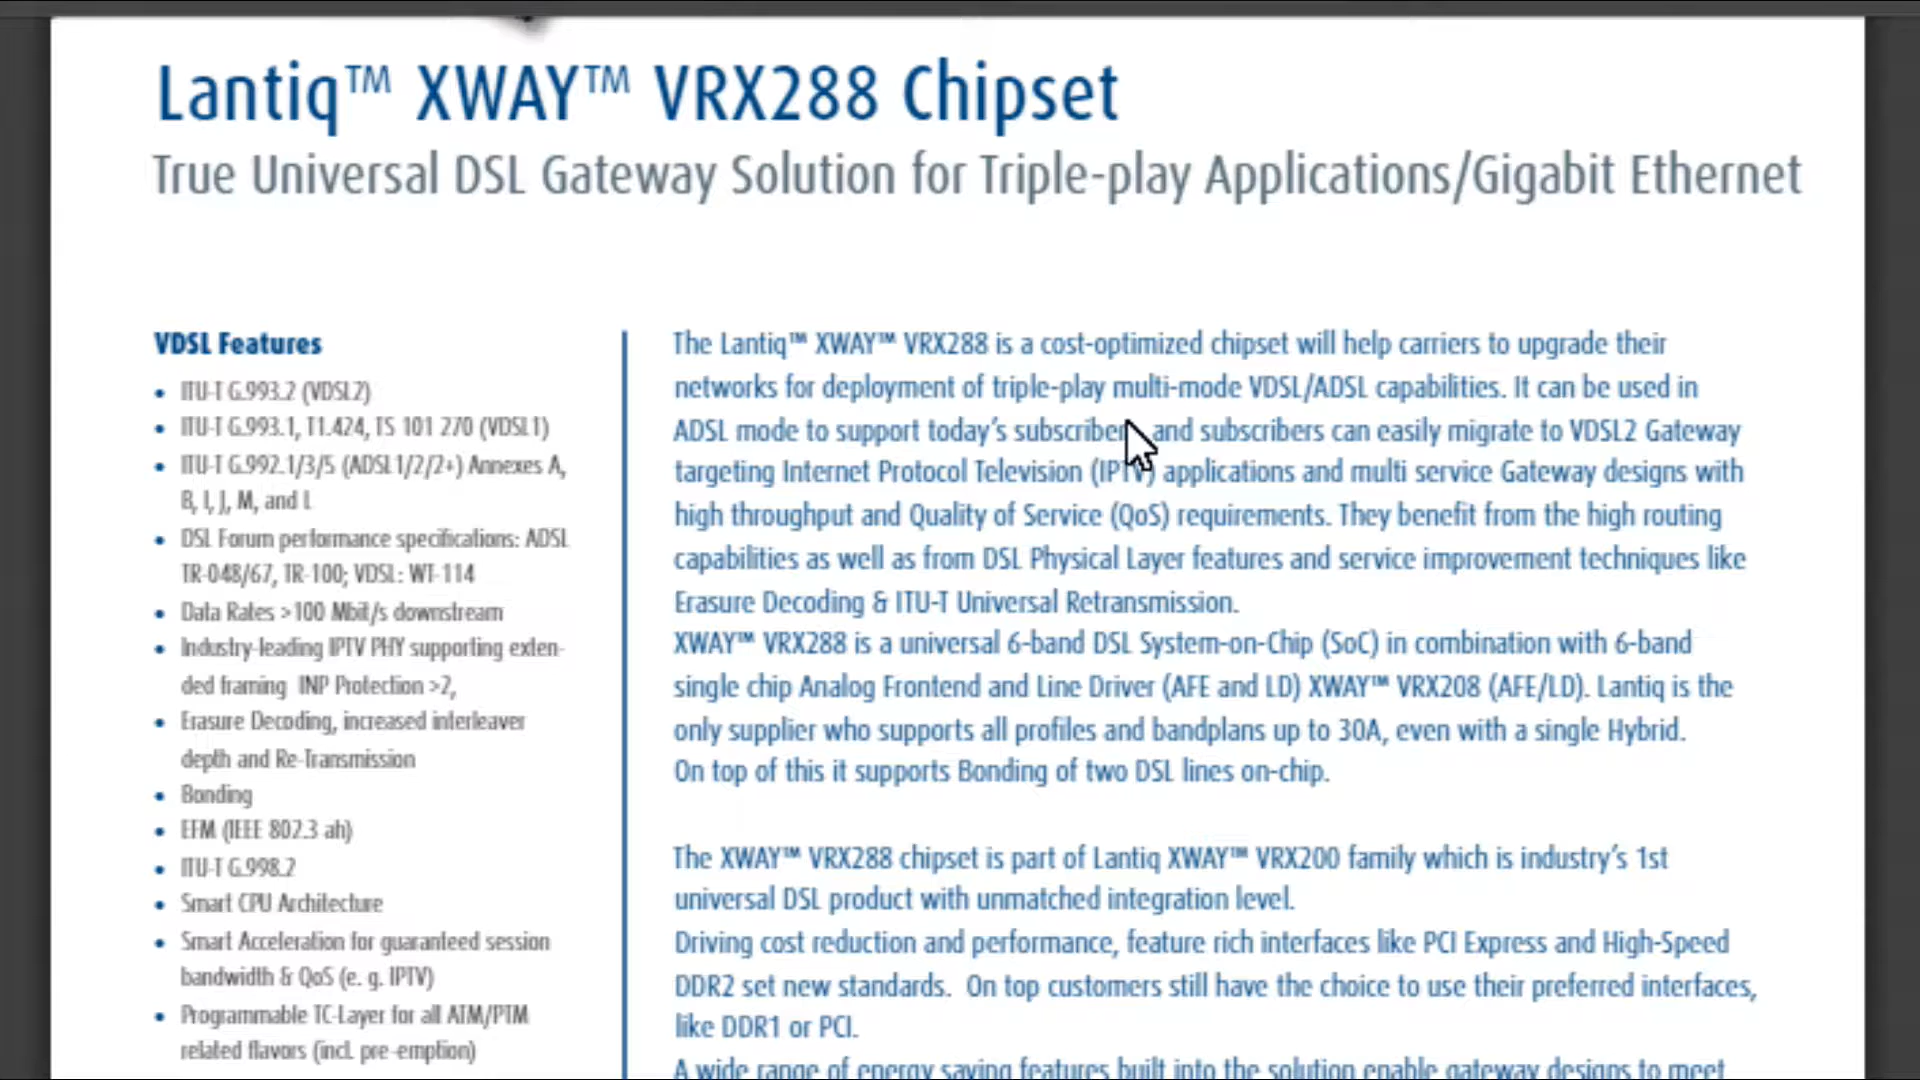 Lantiq™ XWAY™ VRX288 Chipset
True Universal DSL Gateway Solution for Triple-play Applications/Gigabit Ethernet
VDSL Features
• ITU-T G.993.2 (VDSL2)
• ITU-T G.993.1, T1.424, TS 101 270 (VDSL1)
• ITU-T G.992.1/3/5 (ADSL1/2/2+) Annexes A,
B, I, J, M, and L
• DSL Forum performance specifications: ADSL
TR-048/67, TR-100; VDSL: WT-114
• Data Rates >100 Mbit/s downstream
• Industry-leading IPTV PHY supporting exten-
ded framing INP Protection >2,
• Erasure Decoding, increased interleaver
depth and Re-Transmission
• Bonding
• EFM (IEEE 802.3 ah)
• ITU-T G.998.2
• Smart CPU Architecture
• Smart Acceleration for guaranteed session
bandwidth & QoS (e. g. IPTV)
• Programmable TC-Layer for all ATM/PTM
related flavors (incl. pre-emption)
The Lantiq™ XWAY™ VRX288 is a cost-optimized chipset will help carriers to upgrade their
networks for deployment of triple-play multi-mode VDSL/ADSL capabilities. It can be used in
ADSL mode to support today's subscribers and subscribers can easily migrate to VDSL2 Gateway
targeting Internet Protocol Television (IPTV) applications and multi service Gateway designs with
high throughput and Quality of Service (QoS) requirements. They benefit from the high routing
capabilities as well as from DSL Physical Layer features and service improvement techniques like
Erasure Decoding & ITU-T Universal Retransmission.
XWAY™ VRX288 is a universal 6-band DSL System-on-Chip (SoC) in combination with 6-band
single chip Analog Frontend and Line Driver (AFE and LD) XWAY™ VRX208 (AFE/LD). Lantiq is the
only supplier who supports all profiles and bandplans up to 30A, even with a single Hybrid.
On top of this it supports Bonding of two DSL lines on-chip.
The XWAY™ VRX288 chipset is part of Lantiq XWAY™ VRX200 family which is industry's 1st
universal DSL product with unmatched integration level.
Driving cost reduction and performance, feature rich interfaces like PCI Express and High-Speed
DDR2 set new standards. On top customers still have the choice to use their preferred interfaces,
like DDR1 or PCI.
A wide range of energy saving features built into the solution enable gateway designs to meet